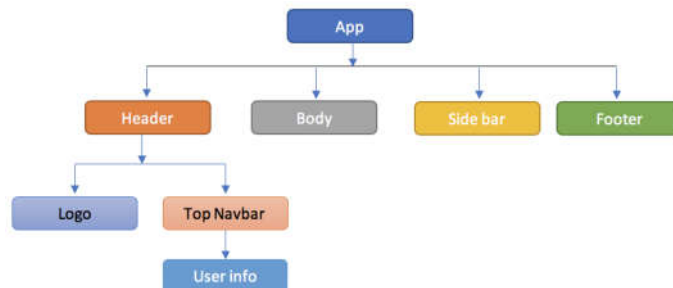 App
Header
Body
Side bar
Footer
Logo
Top Navbar
User info